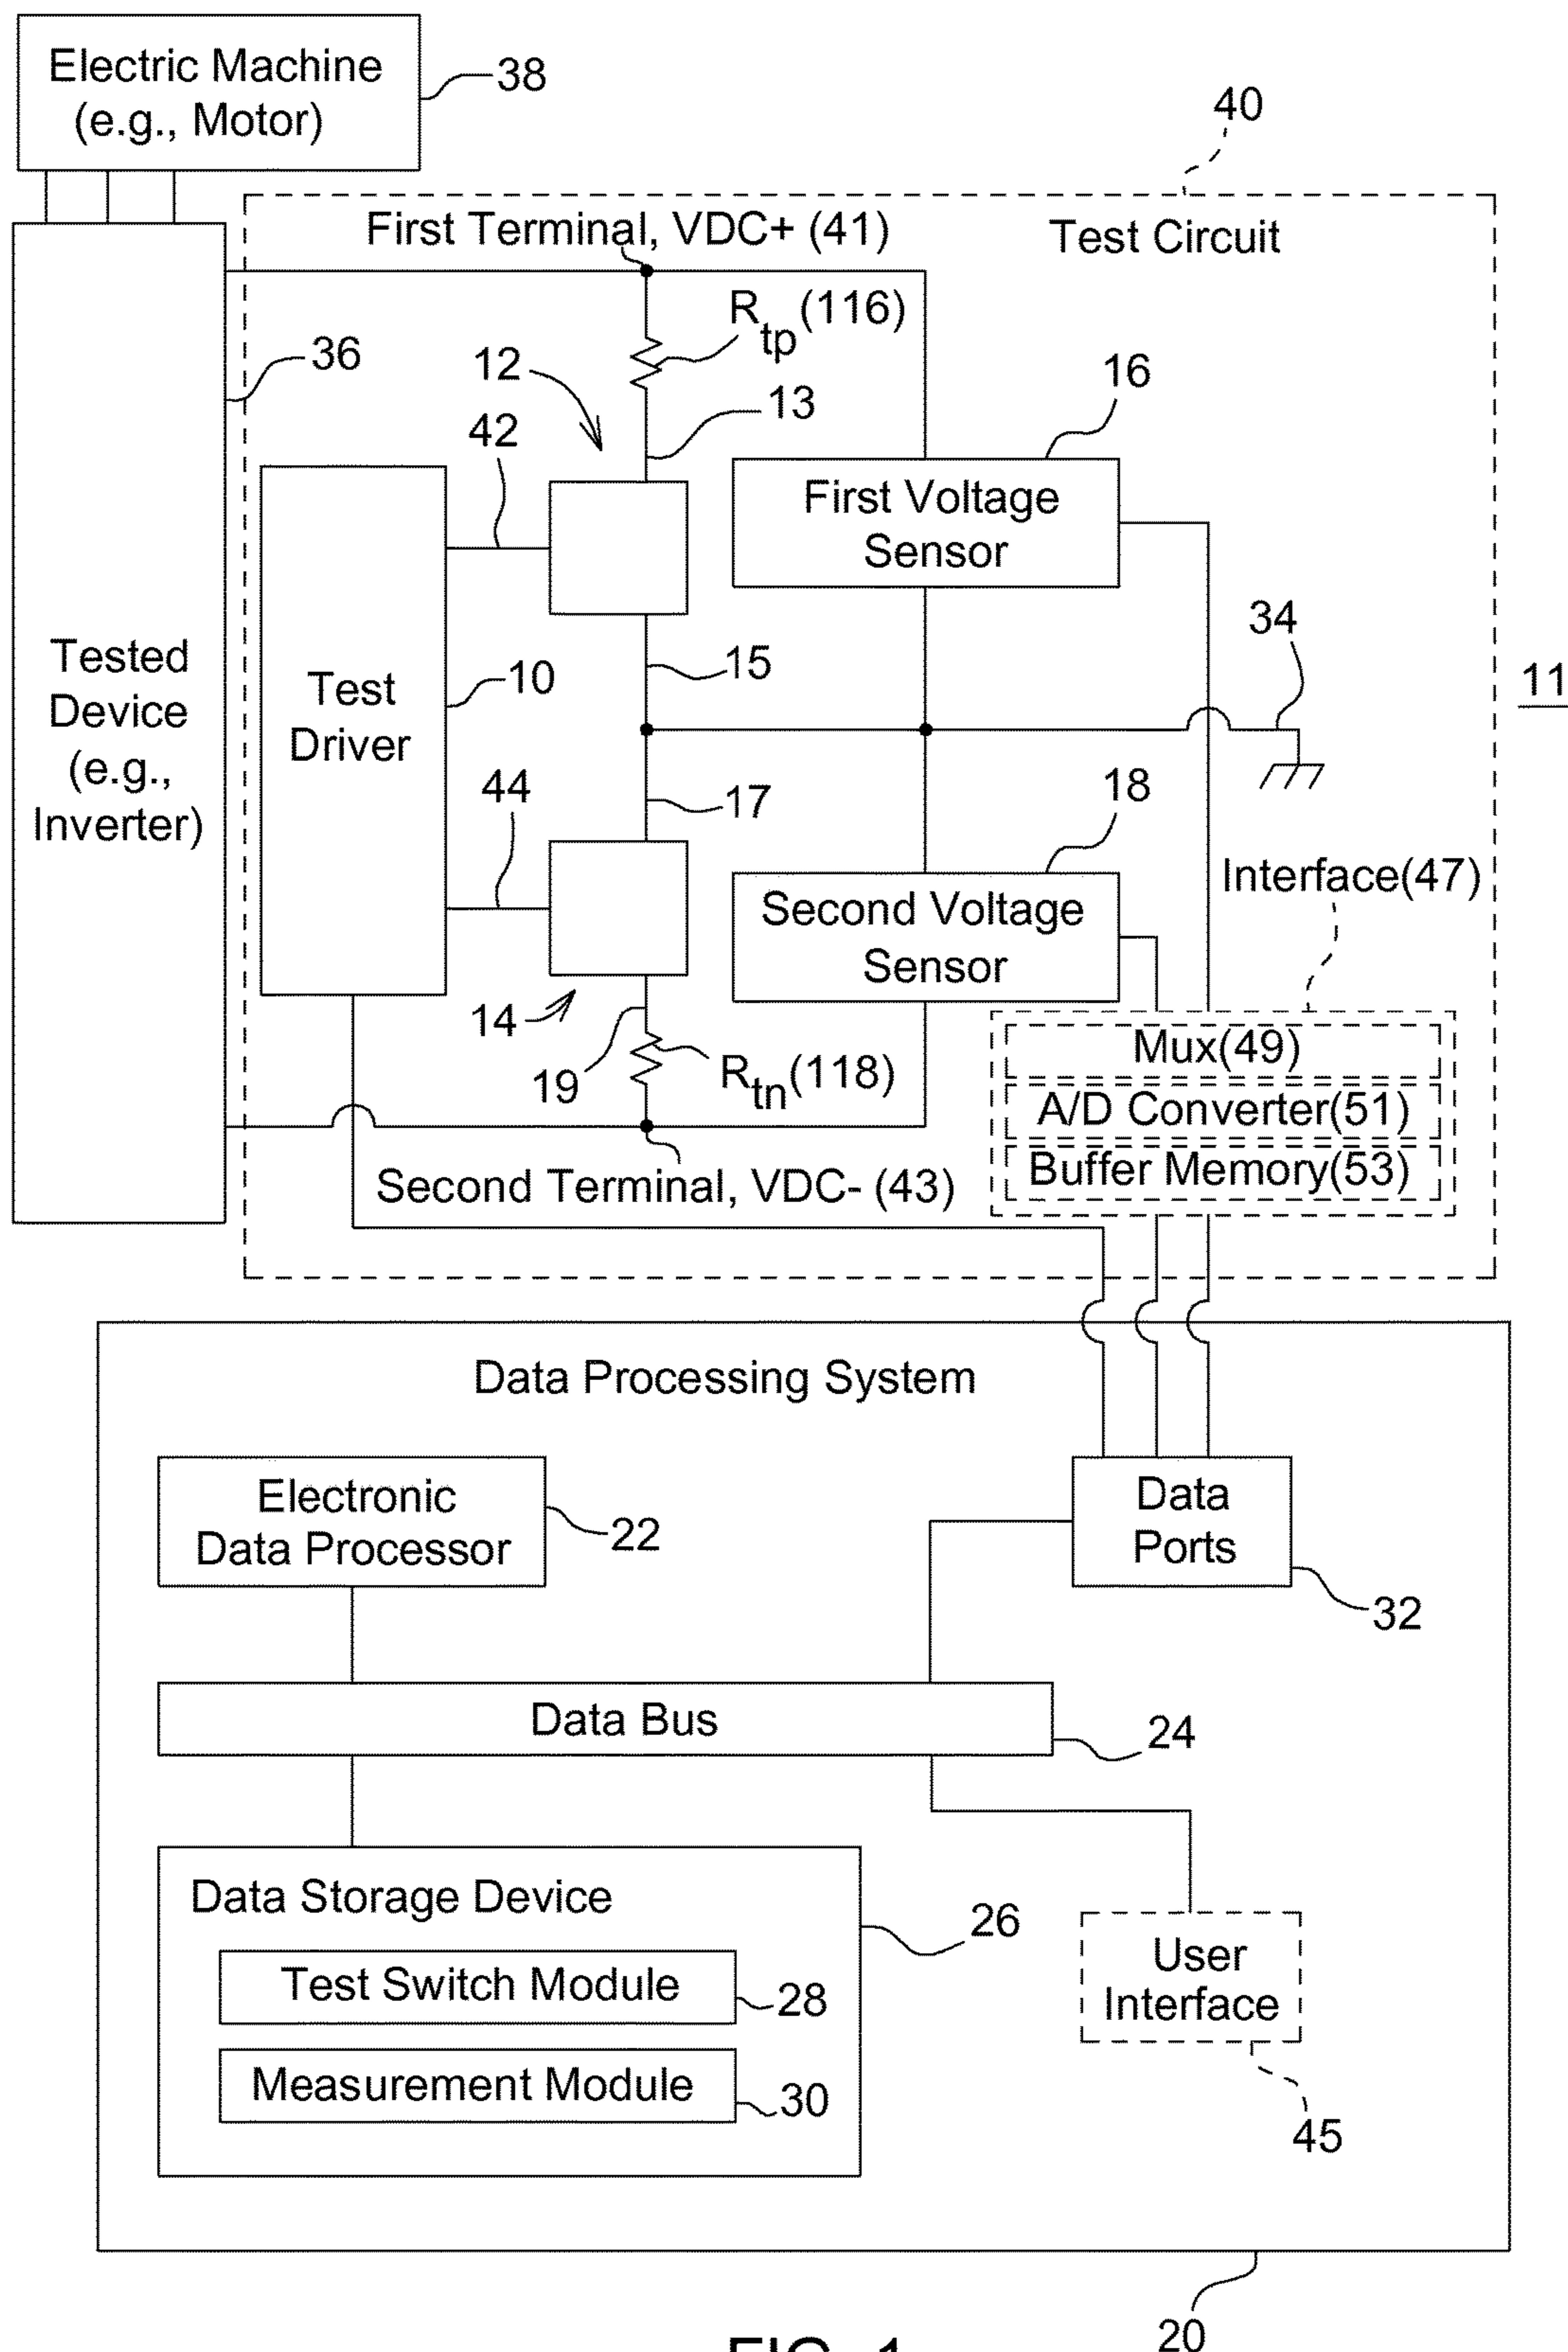 Electric Machine
(e.g., Motor)
38
40
First Terminal, VDC+ (41)
Test Circuit
Rtp (116)
36
12
16
13
42
First Voltage
Sensor
34
Tested
Device
(e.g.,
Inverter)
Test
Driver
10
15
11
44
17
18
Interface(47)
Second Voltage
Sensor
14
19
Rtn (118)
Mux(49)
A/D Converter(51)
Buffer Memory(53)
Second Terminal, VDC- (43)
Data Processing System
Electronic
Data Processor
22
Data
Ports
32
Data Bus
24
Data Storage Device
26
Test Switch Module
28
User
Interface
Measurement Module
30
45
20
FIG. 1